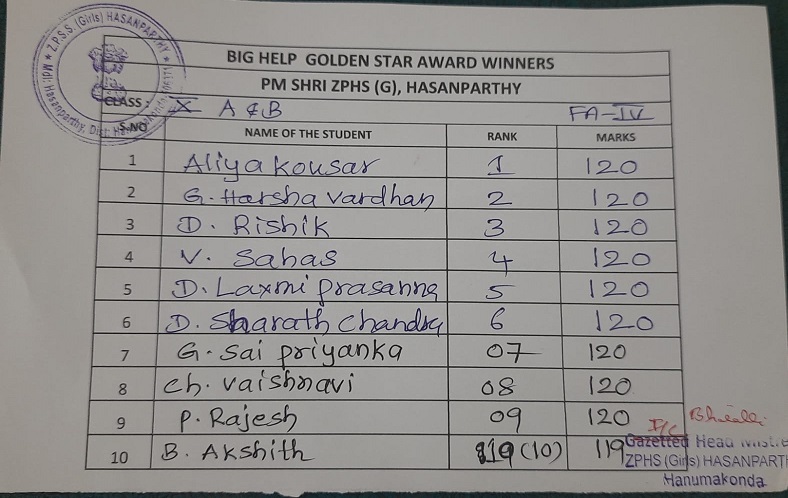 ★ Z.P.S.S. (Girls) HASANPARTHY ★
BIG HELP GOLDEN STAR AWARD WINNERS
PM SHRI ZPHS (G), HASANPARTHY
CLASS : X A & B FA-IV
S.NO NAME OF THE STUDENT RANK MARKS
1 Aliya kousar 1 120
2 G. Harsha vardhan 2 120
3 D. Rishik 3 120
4 V. Sahas 4 120
5 D. Laxmi prasanna 5 120
6 D. Sharath chandra 6 120
7 G. Sai priyanka 07 120
8 ch. vaishnavi 08 120
9 P. Rajesh 09 120
10 B. Akshith (10) 119
I/C
Gazetted Head Mistre
ZPHS (Girls) HASANPARTH
Hanumakonda